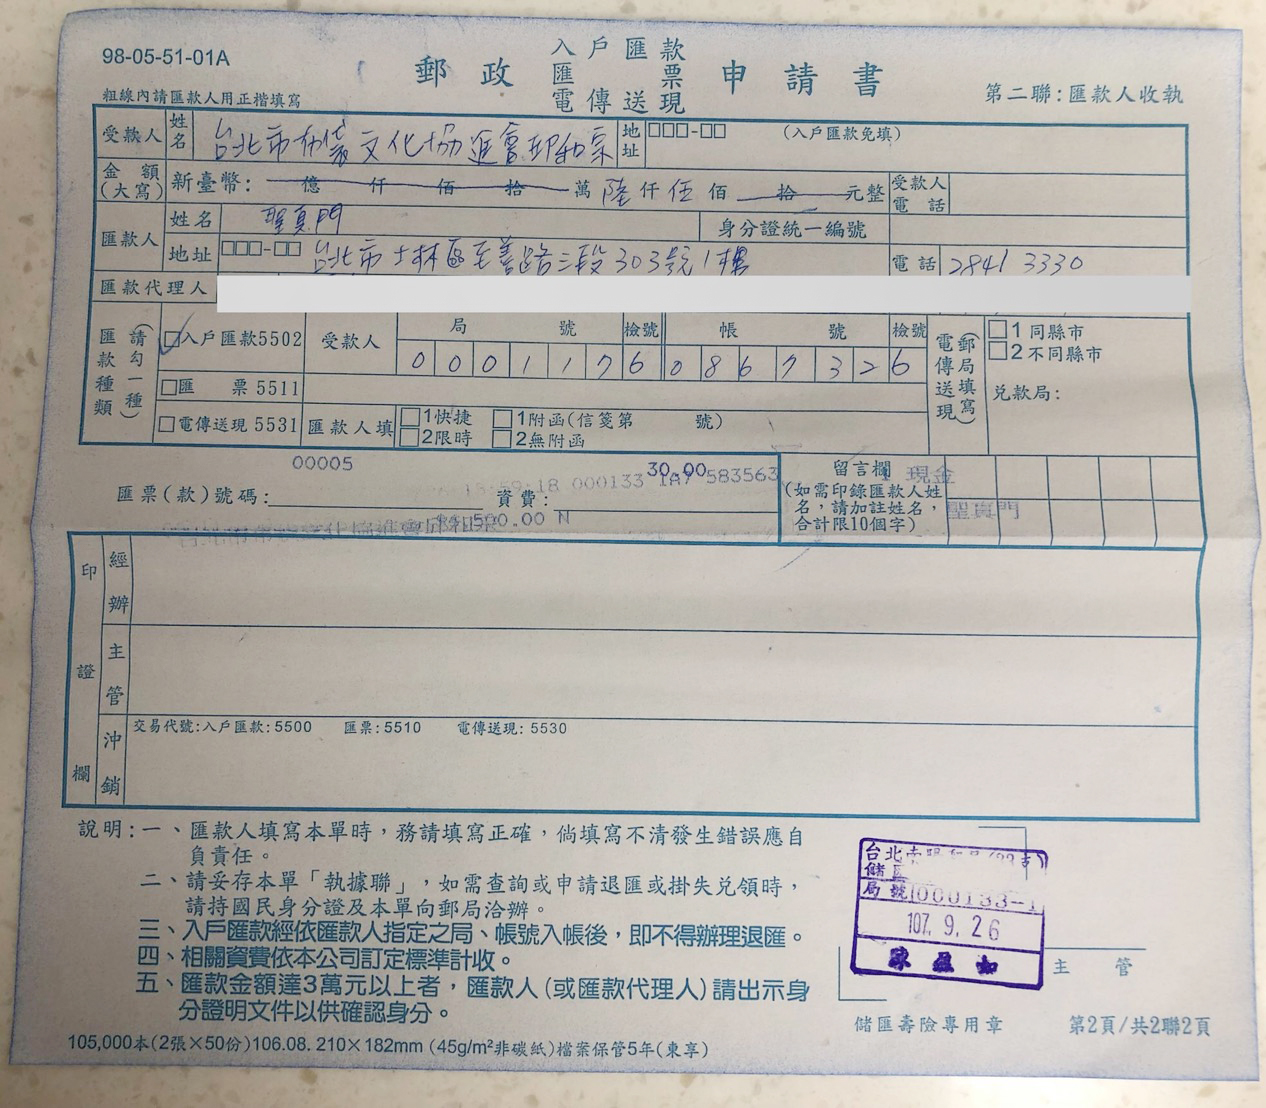 98-05-51-01A
郵政 入戶匯款 匯票 電傳送現 申請書
粗線內請匯款人用正楷填寫
第二聯:匯款人收執
受款人 姓名 台北市布袋文化協進會邱和宗 地址 □□□-□□ (入戶匯款免填)
金額(大寫) 新臺幣: 億 仟 佰 拾 萬 陸 仟 伍 佰 拾 元整 受款人電話
匯款人 姓名 聖真門 身分證統一編號
地址 □□□-□□ 台北市士林區至善路三段303號1樓 電話 2841 3330
匯款代理人
匯款種類 (請勾一種) □入戶匯款5502 受款人 局號 檢號 帳號 檢號
000117 6 086732 6
□匯 票 5511
□電傳送現 5531 匯款人填 □1快捷 □2限時 □1附函(信箋第 號) □2無附函
電傳送現 (郵局填寫) □1 同縣市 □2 不同縣市
兌款局:
00005
59:18 000133 1A7 583563
30.00
匯票(款)號碼: 資費:
500.00 N
留言欄 (如需印錄匯款人姓名,請加註姓名,合計限10個字)
現金
聖真門
印證欄
經辦
主管
沖銷
交易代號:入戶匯款:5500 匯票:5510 電傳送現:5530
說明:一、匯款人填寫本單時,務請填寫正確,倘填寫不清發生錯誤應自
負責任。
二、請妥存本單「執據聯」,如需查詢或申請退匯或掛失兌領時,
請持國民身分證及本單向郵局洽辦。
三、入戶匯款經依匯款人指定之局、帳號入帳後,即不得辦理退匯。
四、相關資費依本公司訂定標準計收。
五、匯款金額達3萬元以上者,匯款人(或匯款代理人)請出示身
分證明文件以供確認身分。
台北
儲匯
局號 000133-1
107. 9. 26
主 管
儲匯壽險專用章
第2頁/共2聯2頁
105,000本(2張×50份)106.08. 210×182mm (45g/m²非碳紙)檔案保管5年(東享)